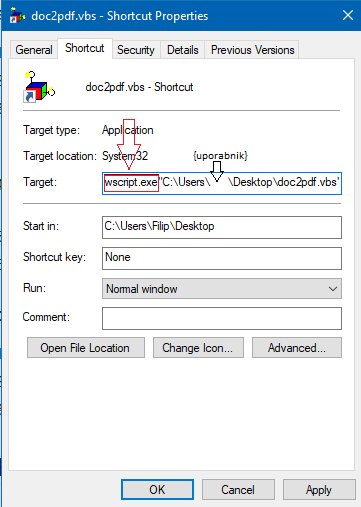 doc2pdf.vbs - Shortcut Properties
General Shortcut Security Details Previous Versions
doc2pdf.vbs - Shortcut
Target type: Application
Target location: System32 {uporabnik}
Target: wscript.exe "C:\Users\ \Desktop\doc2pdf.vbs"
Start in: C:\Users\Filip\Desktop
Shortcut key: None
Run: Normal window
Comment:
Open File Location Change Icon... Advanced...
OK Cancel Apply